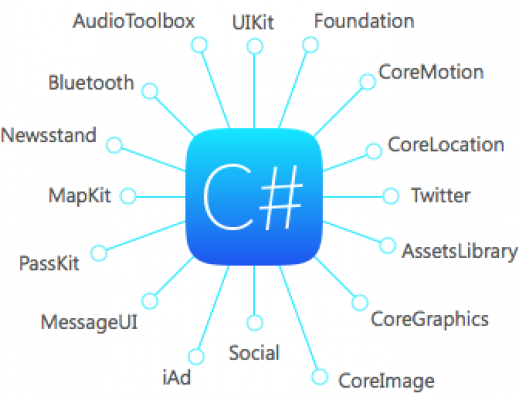 AudioToolbox
UIKit
Foundation
Bluetooth
CoreMotion
Newsstand
CoreLocation
MapKit
C#
Twitter
PassKit
AssetsLibrary
MessageUI
CoreGraphics
Social
iAd
CoreImage